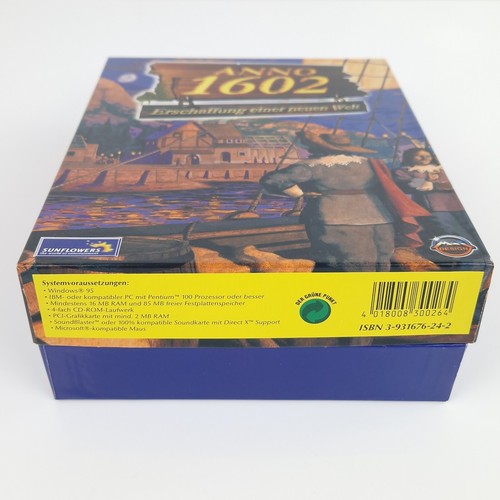 ANNO
1602
Erschaffung einer neuen Welt
SUNFLOWERS
DESIGN
Systemvoraussetzungen:
• Windows® 95
• IBM- oder kompatibler PC mit Pentium™ 100 Prozessor oder besser
• Mindestens 16 MB RAM und 85 MB freier Festplattenspeicher
• 4-fach CD-ROM-Laufwerk
• PCI-Grafikkarte mit mind. 2 MB RAM
• SoundBlaster™ oder 100% kompatible Soundkarte mit Direct X™ Support
• Microsoft®-kompatible Maus
DER GRÜNE PUNKT
4 018008 300264
ISBN 3-931676-24-2